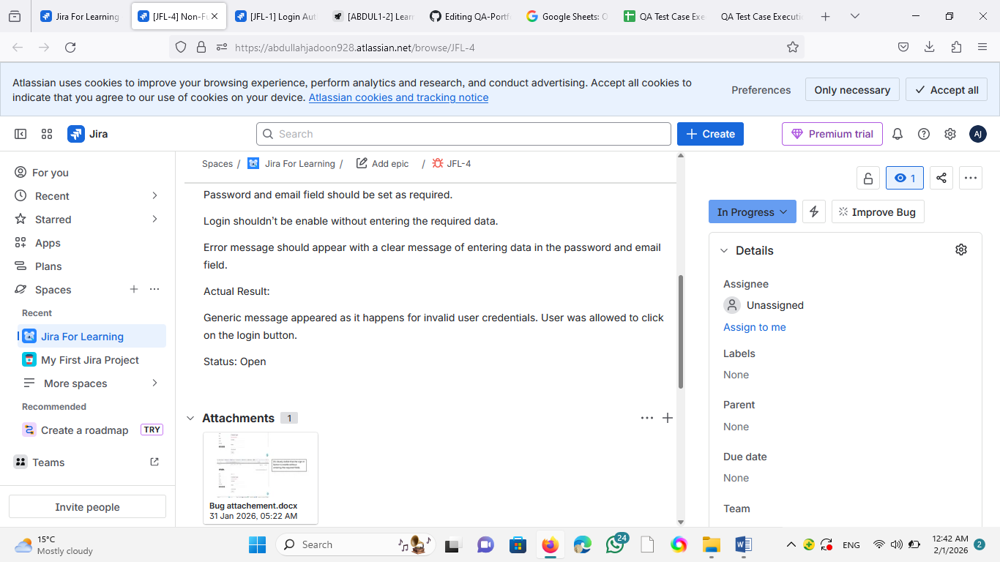 Jira For Learning
[JFL-4] Non-Fu
[JFL-1] Login Aut
[ABDUL1-2] Lear
Editing QA-Portf
Google Sheets: O
QA Test Case Exe
QA Test Case Executi
https://abdullahjadoon928.atlassian.net/browse/JFL-4
Atlassian uses cookies to improve your browsing experience, perform analytics and research, and conduct advertising. Accept all cookies to
indicate that you agree to our use of cookies on your device. Atlassian cookies and tracking notice
Preferences
Only necessary
Accept all
Jira
Search
Create
Premium trial
AJ
For you
Recent
Starred
Apps
Plans
Spaces
Recent
Jira For Learning
My First Jira Project
More spaces
Recommended
Create a roadmap
TRY
Teams
Invite people
Spaces / Jira For Learning / Add epic / JFL-4
Password and email field should be set as required.
Login shouldn't be enable without entering the required data.
Error message should appear with a clear message of entering data in the password and email
field.
Actual Result:
Generic message appeared as it happens for invalid user credentials. User was allowed to click
on the login button.
Status: Open
Attachments 1
Bug attachement.docx
31 Jan 2026, 05:22 AM
1
In Progress
Improve Bug
Details
Assignee
Unassigned
Assign to me
Labels
None
Parent
None
Due date
None
Team
15°C
Mostly cloudy
Search
24
ENG
12:42 AM
2/1/2026
2